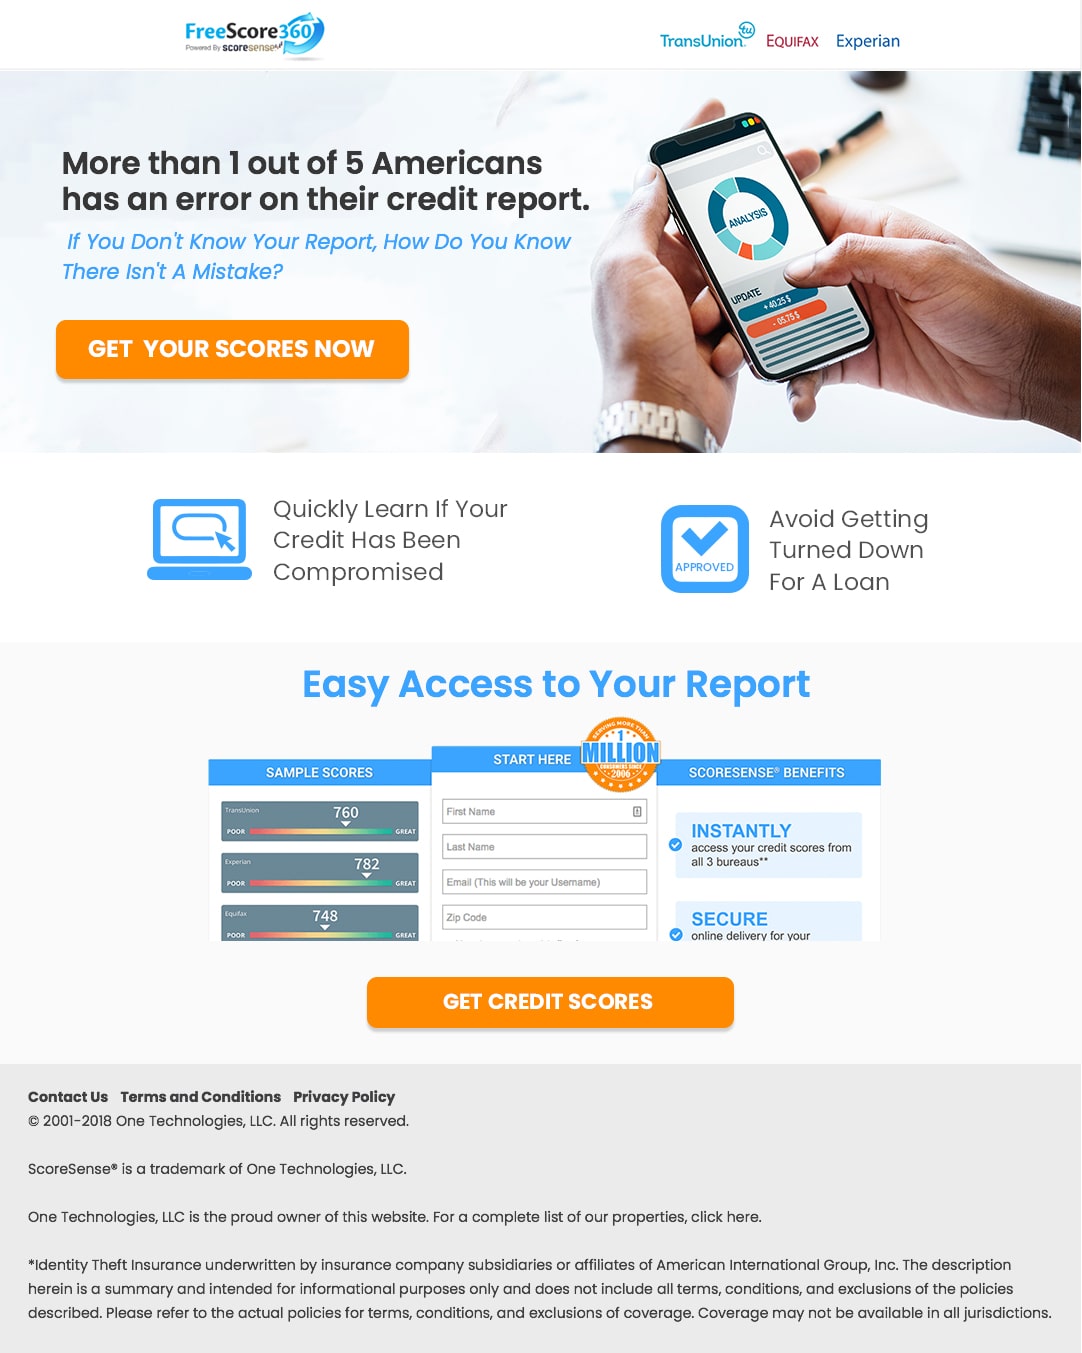 FreeScore360
Powered By scoresense
TransUnion tu EQUIFAX Experian
More than 1 out of 5 Americans
has an error on their credit report.
If You Don't Know Your Report, How Do You Know
There Isn't A Mistake?
GET YOUR SCORES NOW
ANALYSIS
UPDATE
+ 40.25 $
- 05.75 $
Quickly Learn If Your
Credit Has Been
Compromised
APPROVED
Avoid Getting
Turned Down
For A Loan
Easy Access to Your Report
SERVING MORE THAN
1
MILLION
CONSUMERS SINCE
2006
SAMPLE SCORES
START HERE
SCORESENSE® BENEFITS
TransUnion
760
POOR GREAT
Experian
782
POOR GREAT
Equifax
748
POOR GREAT
First Name
Last Name
Email (This will be your Username)
Zip Code
INSTANTLY
access your credit scores from
all 3 bureaus**
SECURE
online delivery for your
GET CREDIT SCORES
Contact Us Terms and Conditions Privacy Policy
© 2001-2018 One Technologies, LLC. All rights reserved.
ScoreSense® is a trademark of One Technologies, LLC.
One Technologies, LLC is the proud owner of this website. For a complete list of our properties, click here.
*Identity Theft Insurance underwritten by insurance company subsidiaries or affiliates of American International Group, Inc. The description
herein is a summary and intended for informational purposes only and does not include all terms, conditions, and exclusions of the policies
described. Please refer to the actual policies for terms, conditions, and exclusions of coverage. Coverage may not be available in all jurisdictions.